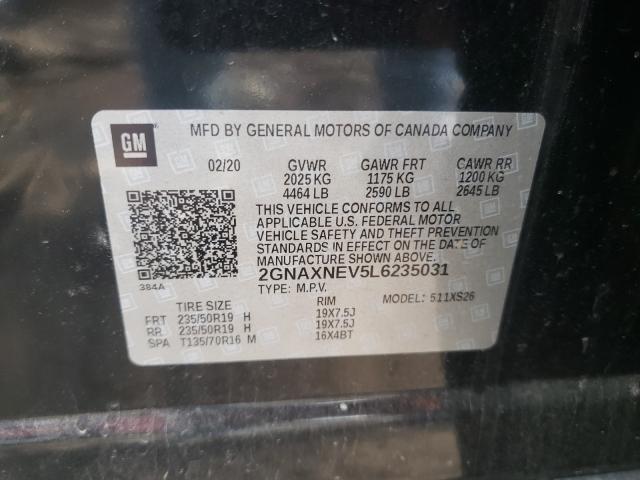 GM
MFD BY GENERAL MOTORS OF CANADA COMPANY
02/20 GVWR GAWR FRT CAWR RR
2025 KG 1175 KG 1200 KG
4464 LB 2590 LB 2645 LB
THIS VEHICLE CONFORMS TO ALL
APPLICABLE U.S. FEDERAL MOTOR
VEHICLE SAFETY AND THEFT PREVENTION
STANDARDS IN EFFECT ON THE DATE OF
MANUFACTURE SHOWN ABOVE.
384A
2GNAXNEV5L6235031
TYPE: M.P.V. MODEL: 511XS26
TIRE SIZE RIM
FRT 235/50R19 H 19X7.5J
RR 235/50R19 H 19X7.5J
SPA T135/70R16 M 16X4BT